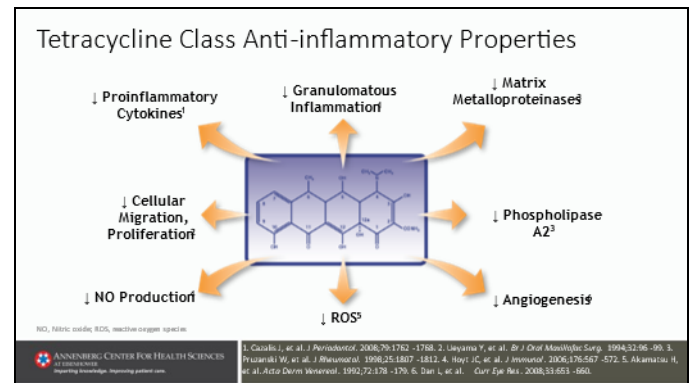 Tetracycline Class Anti-inflammatory Properties
↓ Proinflammatory
Cytokines1
↓ Granulomatous
Inflammation
↓ Matrix
Metalloproteinases
↓ Cellular
Migration,
Proliferation
↓ Phospholipase
A23
↓ NO Production
↓ ROS5
↓ Angiogenesis
NO, Nitric oxide; ROS, reactive oxygen species
ANNENBERG CENTER FOR HEALTH SCIENCES
AT EISENHOWER
Imparting knowledge. Improving patient care.
1. Cazalis J, et al. J Periodontol. 2008;79:1762 -1768. 2. Ueyama Y, et al. Br J Oral Maxillofac Surg. 1994;32:96 -99. 3.
Pruzanski W, et al. J Rheumatol. 1998;25:1807 -1812. 4. Hoyt JC, et al. J Immunol. 2006;176:567 -572. 5. Akamatsu H,
et al. Acta Derm Venereol. 1992;72:178 -179. 6. Dan L, et al. Curr Eye Res. 2008;33:653 -660.